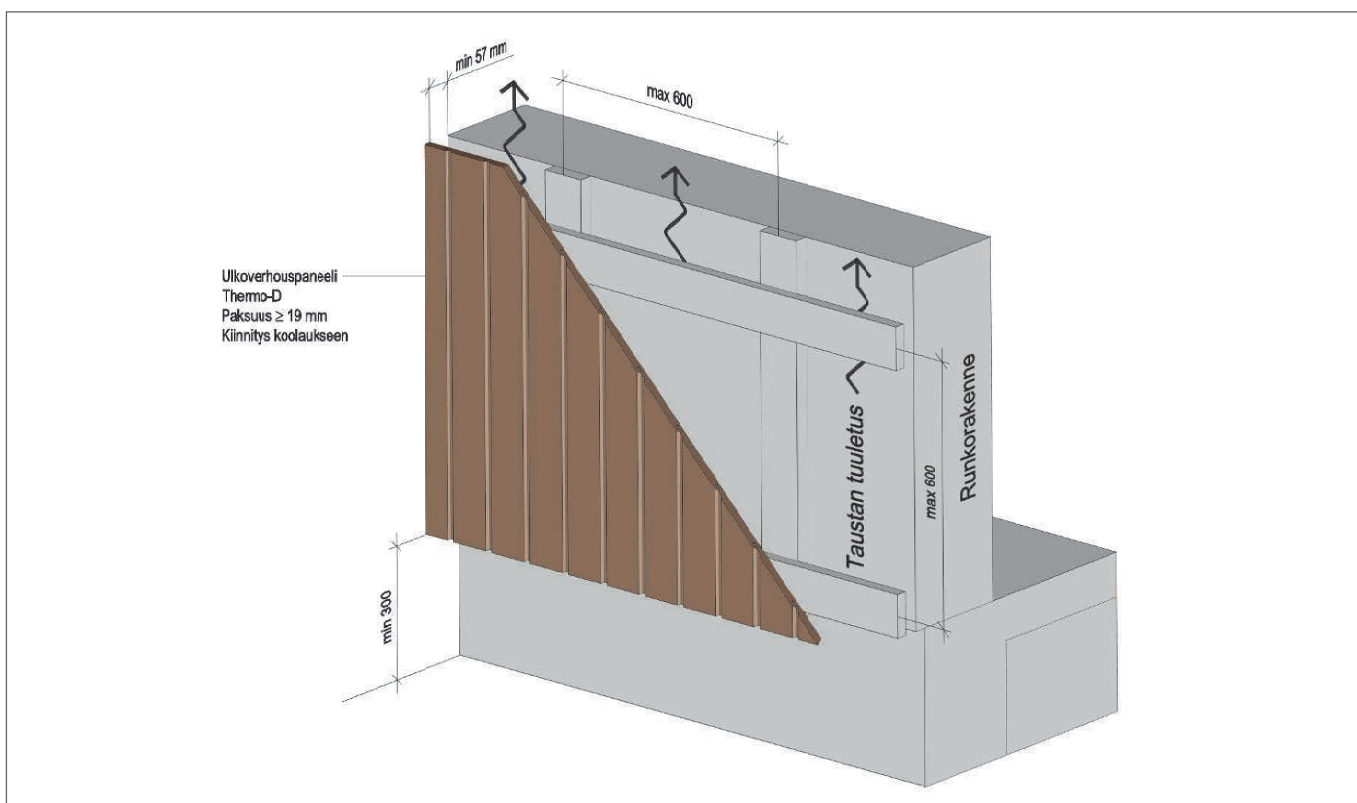 min 57 mm
max 600
Ulkoverhouspaneeli
Thermo-D
Paksuus ≥ 19 mm
Kiinnitys koolaukseen
Taustan tuuletus
max 600
Runkorakenne
min 300